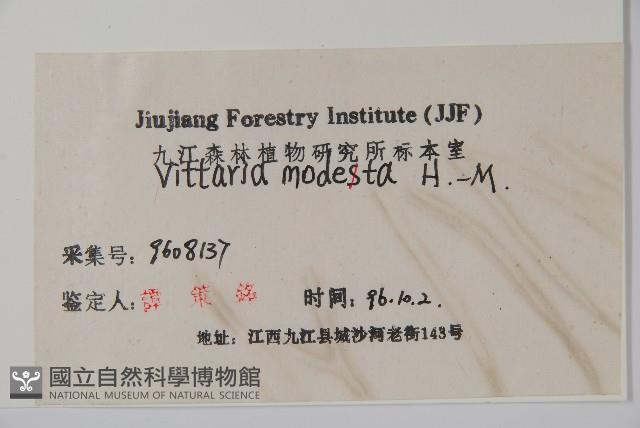 Jiujiang Forestry Institute (JJF)
九江森林植物研究所标本室
Vittaria modesta H.-M.
采集号: 9608137
鉴定人: 譚策銘 时间: 96.10.2.
地址: 江西九江县城沙河老街143号
國立自然科學博物館
NATIONAL MUSEUM OF NATURAL SCIENCE